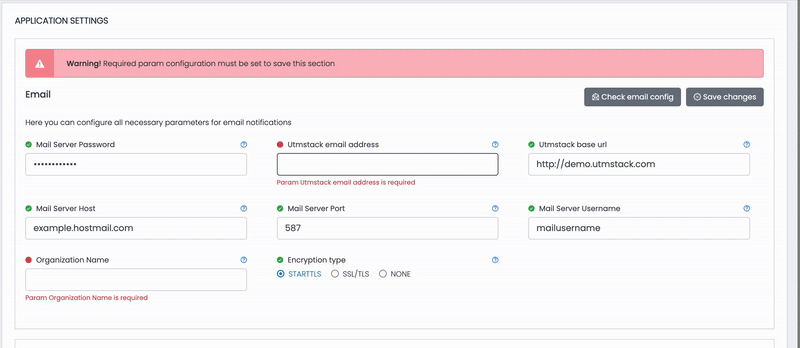 APPLICATION SETTINGS
Warning! Required param configuration must be set to save this section
Email
Check email config
Save changes
Here you can configure all necessary parameters for email notifications
Mail Server Password
Utmstack email address
Utmstack base url
••••••••••••
http://demo.utmstack.com
Param Utmstack email address is required
Mail Server Host
Mail Server Port
Mail Server Username
example.hostmail.com
587
mailusername
Organization Name
Encryption type
STARTTLS
SSL/TLS
NONE
Param Organization Name is required